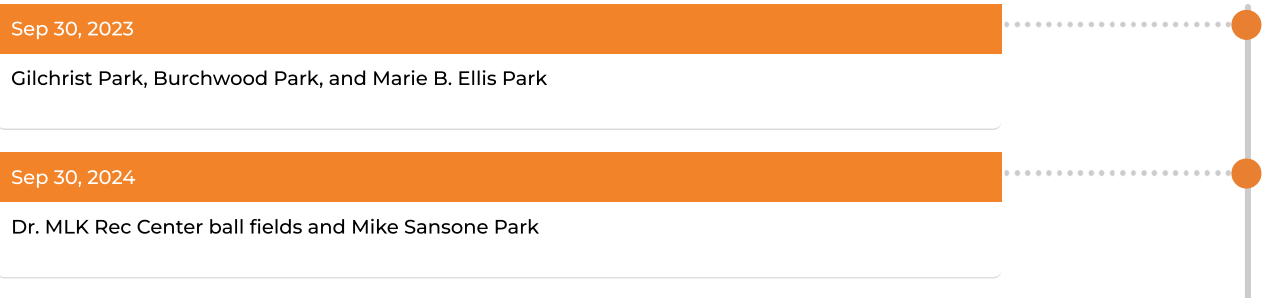 Sep 30, 2023
Gilchrist Park, Burchwood Park, and Marie B. Ellis Park
Sep 30, 2024
Dr. MLK Rec Center ball fields and Mike Sansone Park